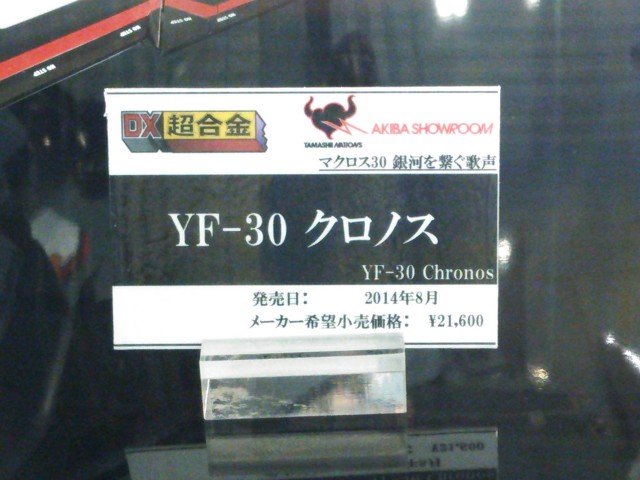 DX超合金
TAMASHII NATIONS AKIBA SHOWROOM
マクロス30 銀河を繋ぐ歌声
YF-30 クロノス
YF-30 Chronos
発売日: 2014年8月
メーカー希望小売価格: ¥21,600